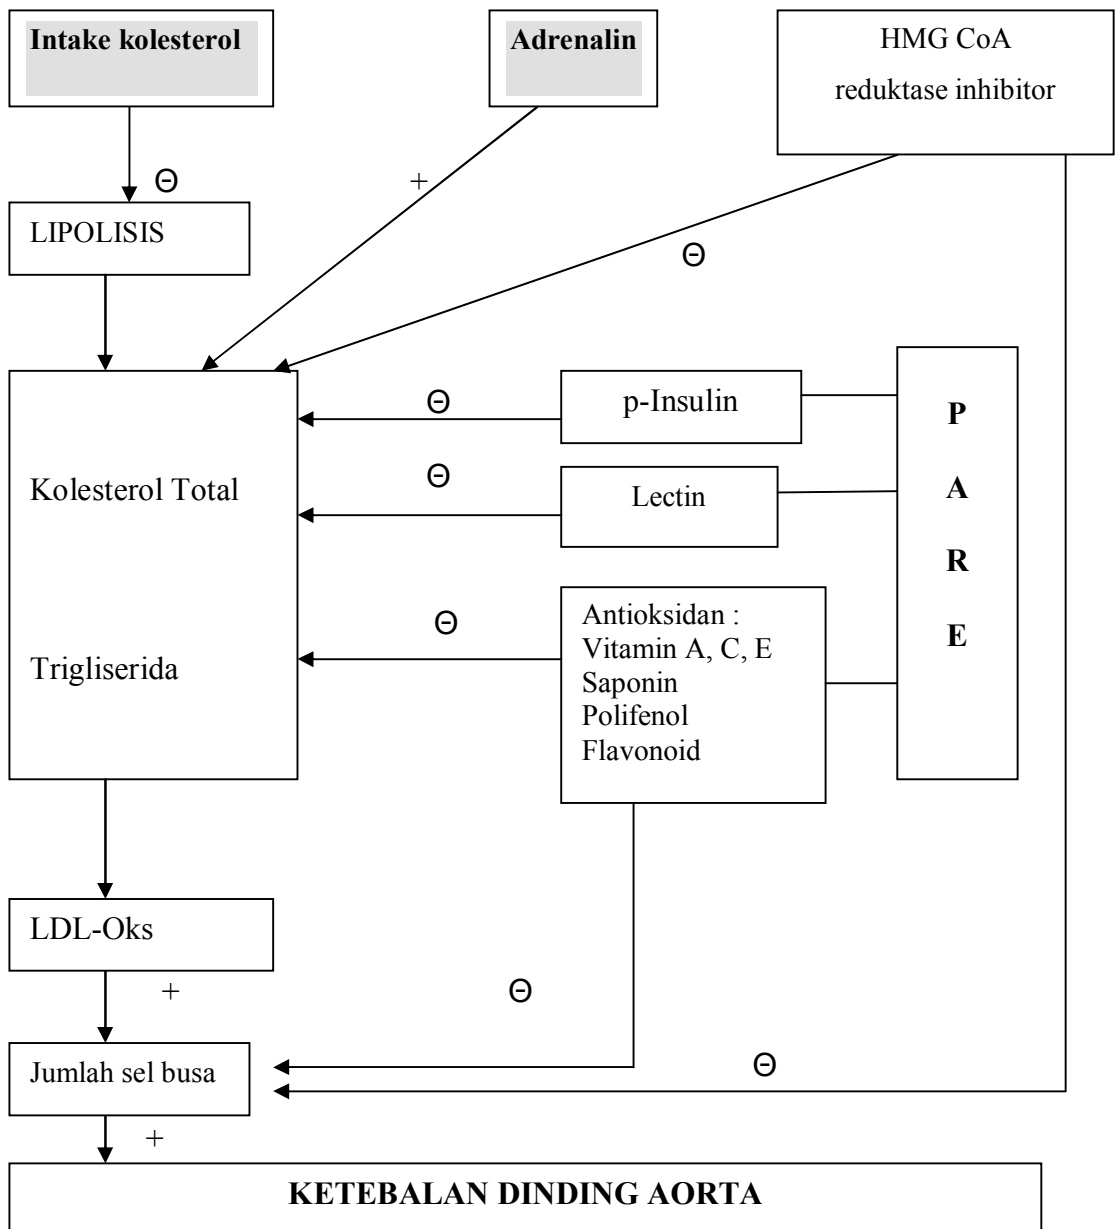 Intake kolesterol
Adrenalin
HMG CoA
reduktase inhibitor
Θ
+
LIPOLISIS
Θ
p-Insulin
Θ
P
A
R
E
Kolesterol Total
Θ
Lectin
Trigliserida
Θ
Antioksidan :
Vitamin A, C, E
Saponin
Polifenol
Flavonoid
LDL-Oks
+
Θ
Jumlah sel busa
Θ
+
KETEBALAN DINDING AORTA